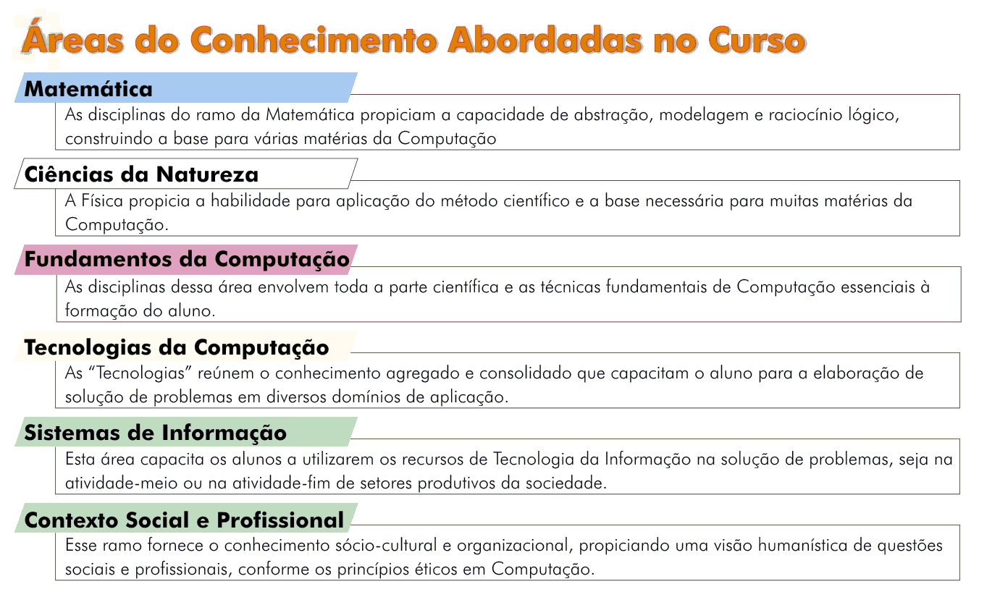 Áreas do Conhecimento Abordadas no Curso
Matemática
As disciplinas do ramo da Matemática propiciam a capacidade de abstração, modelagem e raciocínio lógico,
construindo a base para várias matérias da Computação
Ciências da Natureza
A Física propicia a habilidade para aplicação do método científico e a base necessária para muitas matérias da
Computação.
Fundamentos da Computação
As disciplinas dessa área envolvem toda a parte científica e as técnicas fundamentais de Computação essenciais à
formação do aluno.
Tecnologias da Computação
As “Tecnologias” reúnem o conhecimento agregado e consolidado que capacitam o aluno para a elaboração de
solução de problemas em diversos domínios de aplicação.
Sistemas de Informação
Esta área capacita os alunos a utilizarem os recursos de Tecnologia da Informação na solução de problemas, seja na
atividade-meio ou na atividade-fim de setores produtivos da sociedade.
Contexto Social e Profissional
Esse ramo fornece o conhecimento sócio-cultural e organizacional, propiciando uma visão humanística de questões
sociais e profissionais, conforme os princípios éticos em Computação.